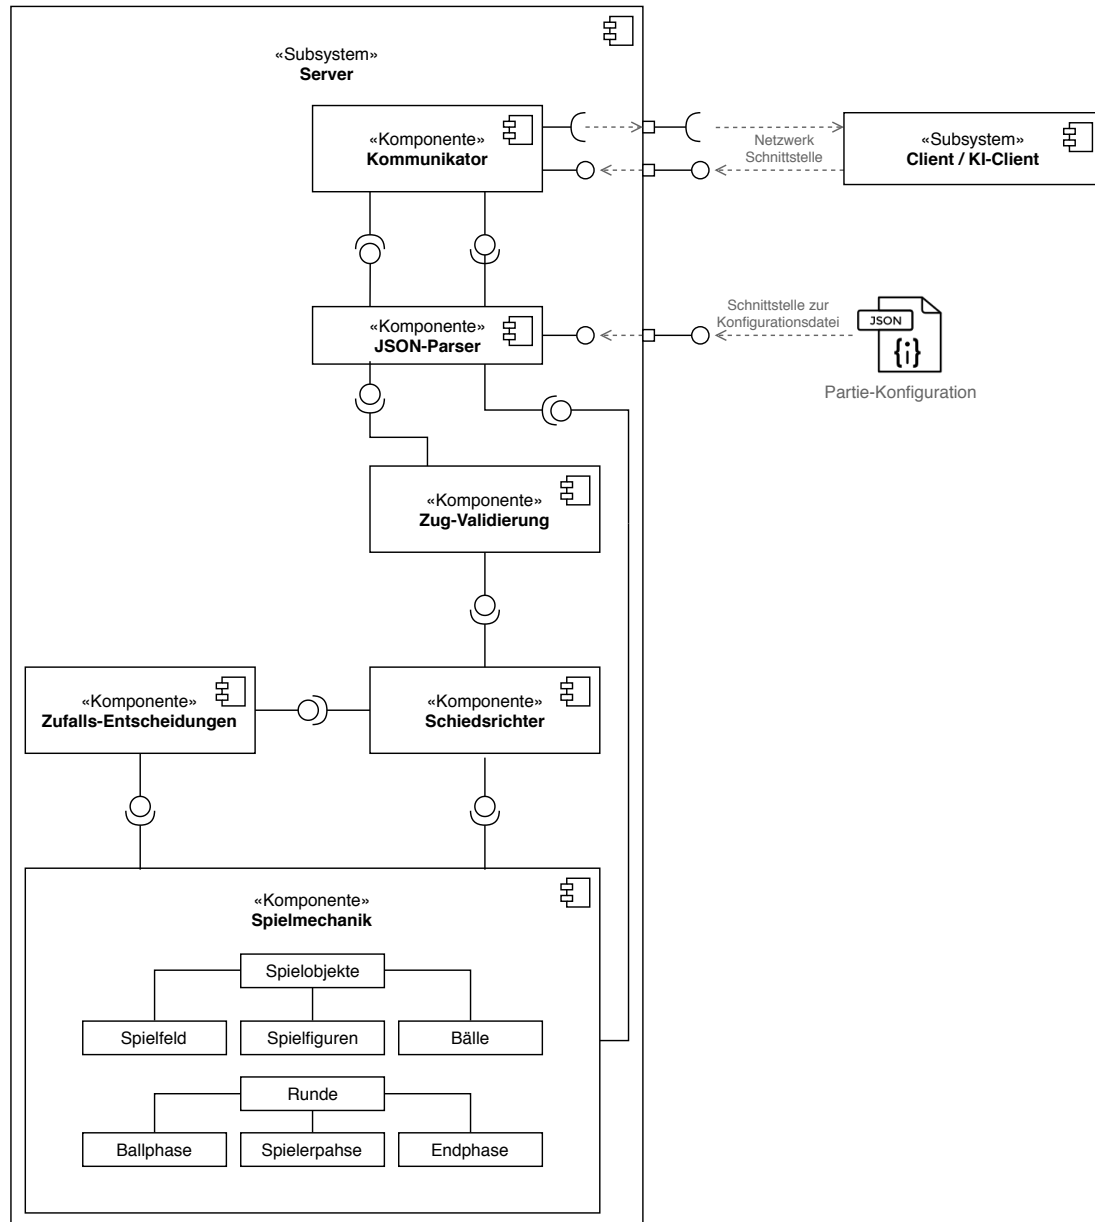 «Subsystem»
Server
«Komponente»
Kommunikator
Netzwerk
Schnittstelle
«Subsystem»
Client / KI-Client
«Komponente»
JSON-Parser
Schnittstelle zur
Konfigurationsdatei
JSON
{i}
Partie-Konfiguration
«Komponente»
Zug-Validierung
«Komponente»
Zufalls-Entscheidungen
«Komponente»
Schiedsrichter
«Komponente»
Spielmechanik
Spielobjekte
Spielfeld
Spielfiguren
Bälle
Runde
Ballphase
Spielerpahse
Endphase